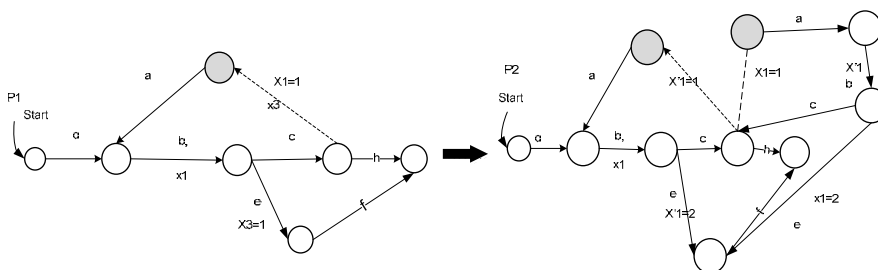 P1
Start
a
b,
x1
c
h
a
X1=1
x3
e
X3=1
f
P2
Start
a
b,
x1
c
h
a
X'1=1
X1=1
a
X'1
b
c
e
X'1=2
f
x1=2
e